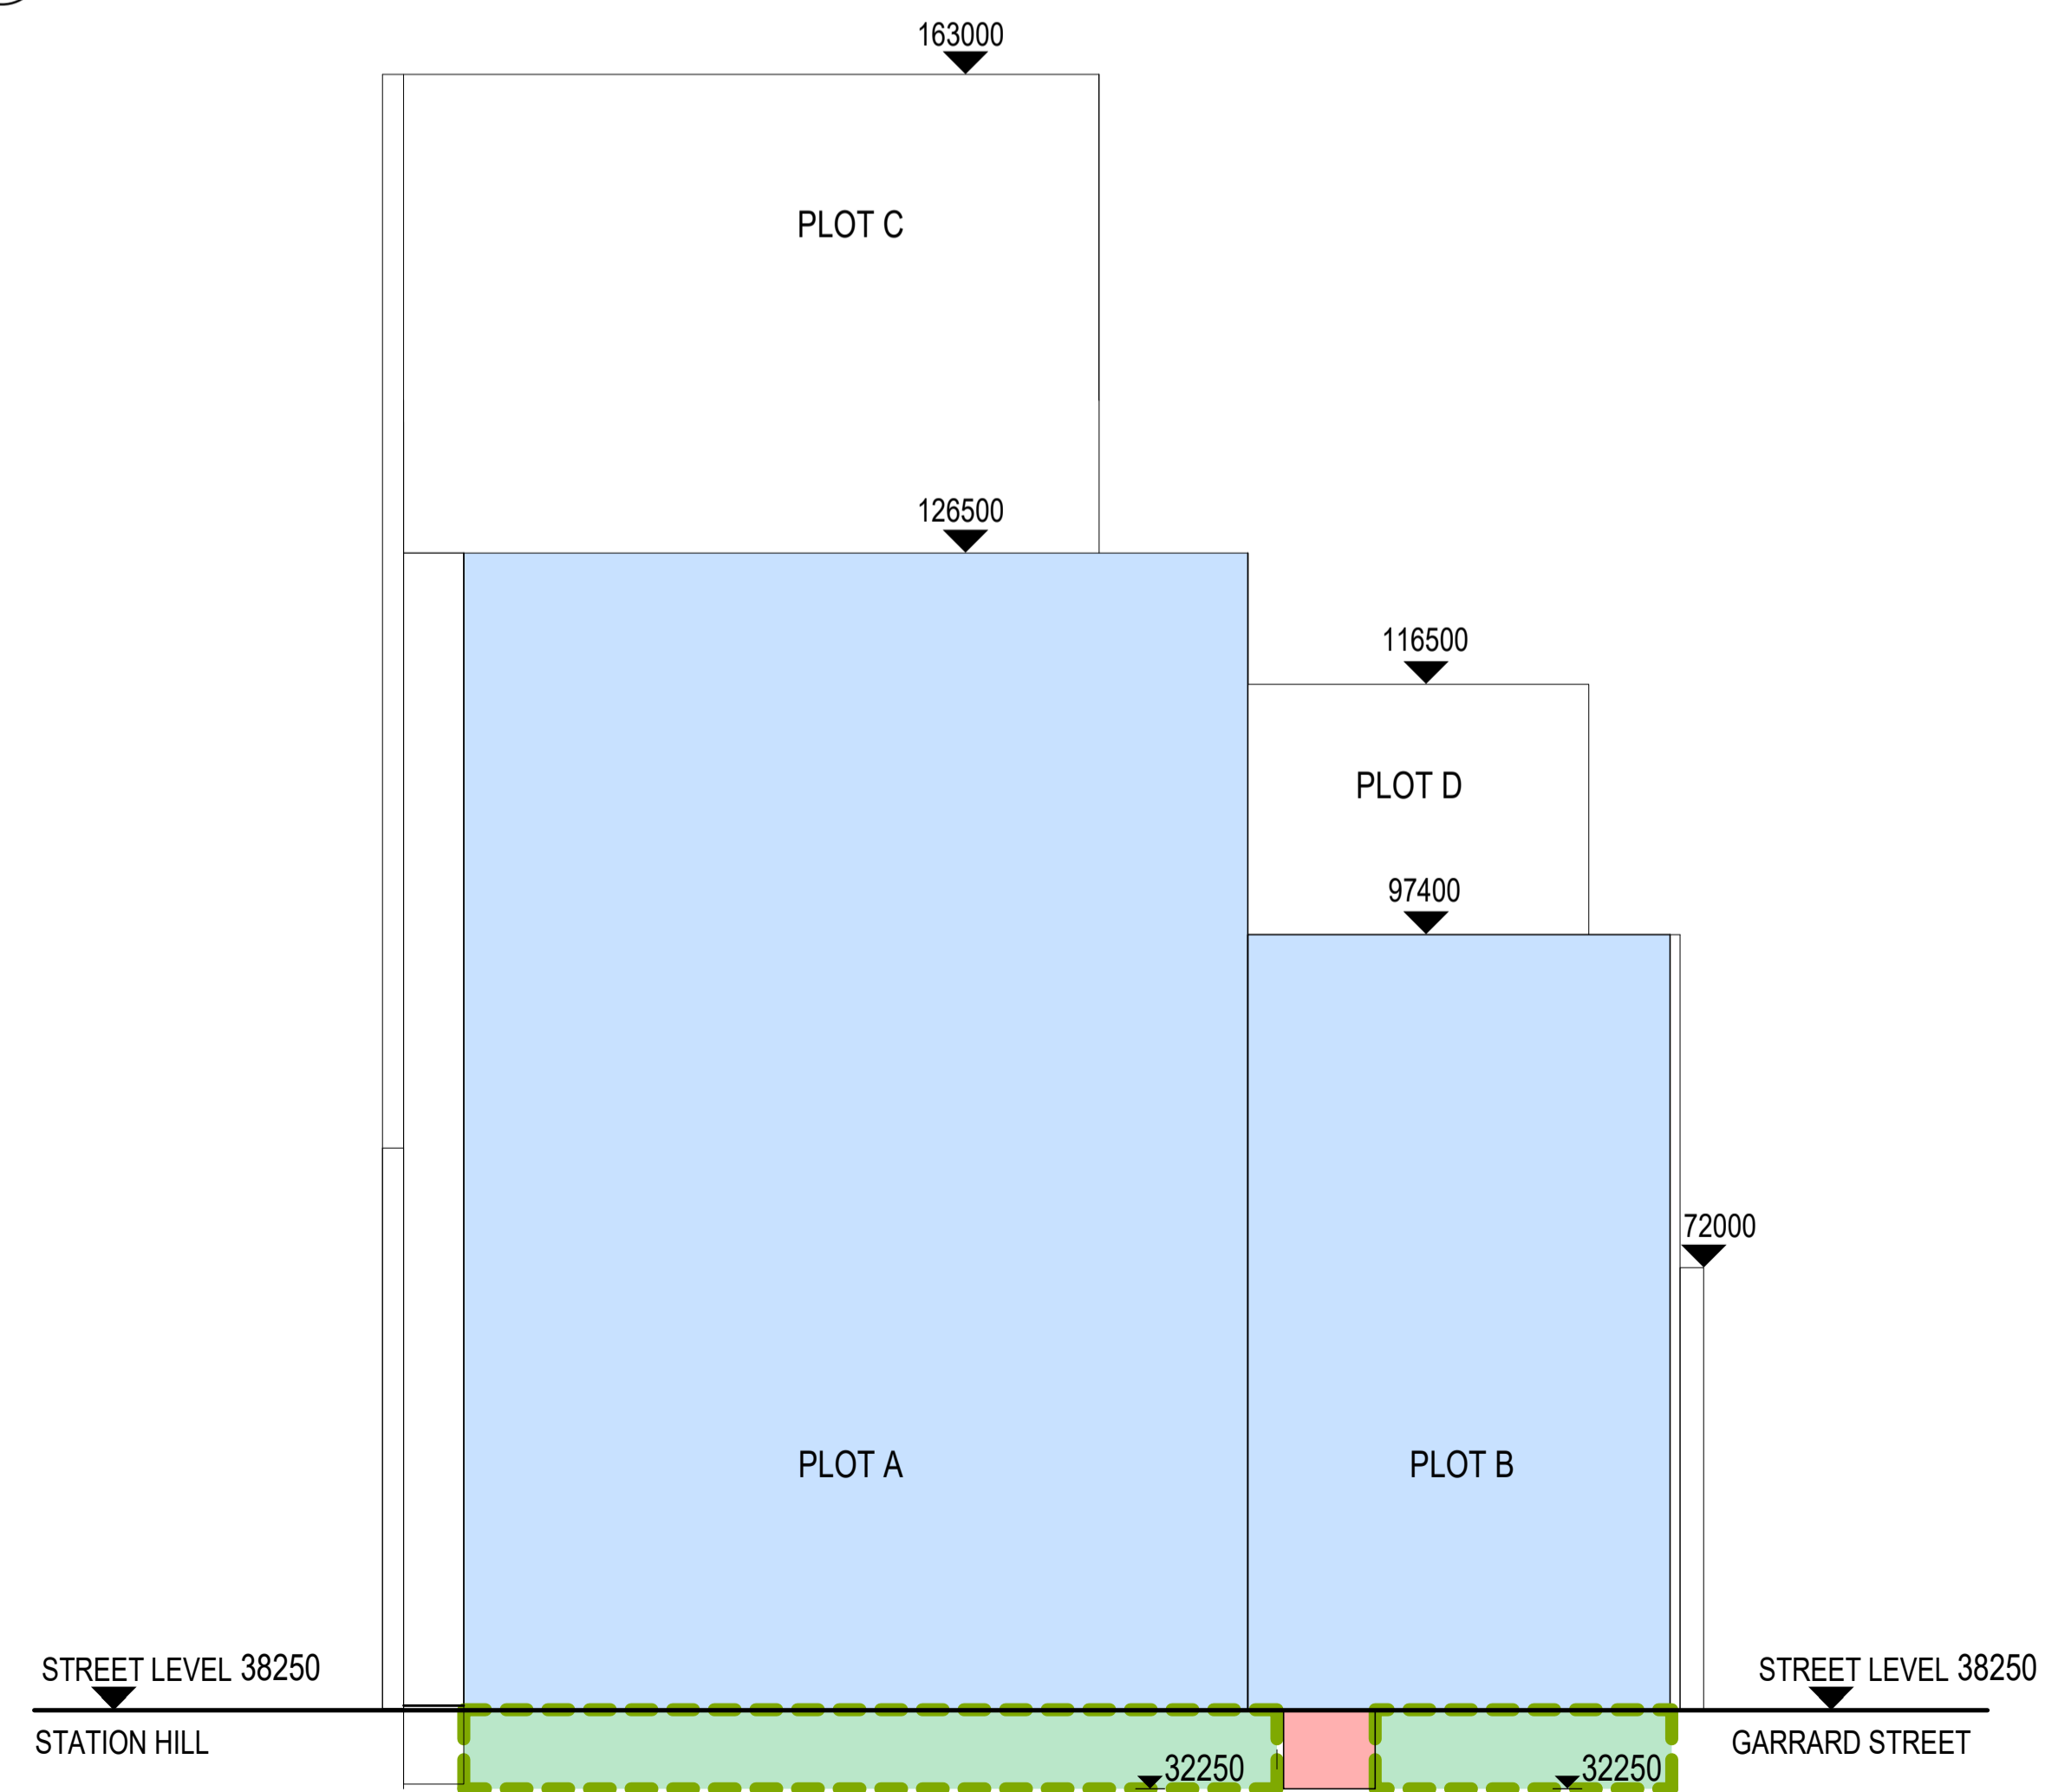 163000
PLOT C
126500
116500
PLOT D
97400
72000
PLOT A
PLOT B
STREET LEVEL 38250
STREET LEVEL 38250
STATION HILL
GARRARD STREET
32250
32250